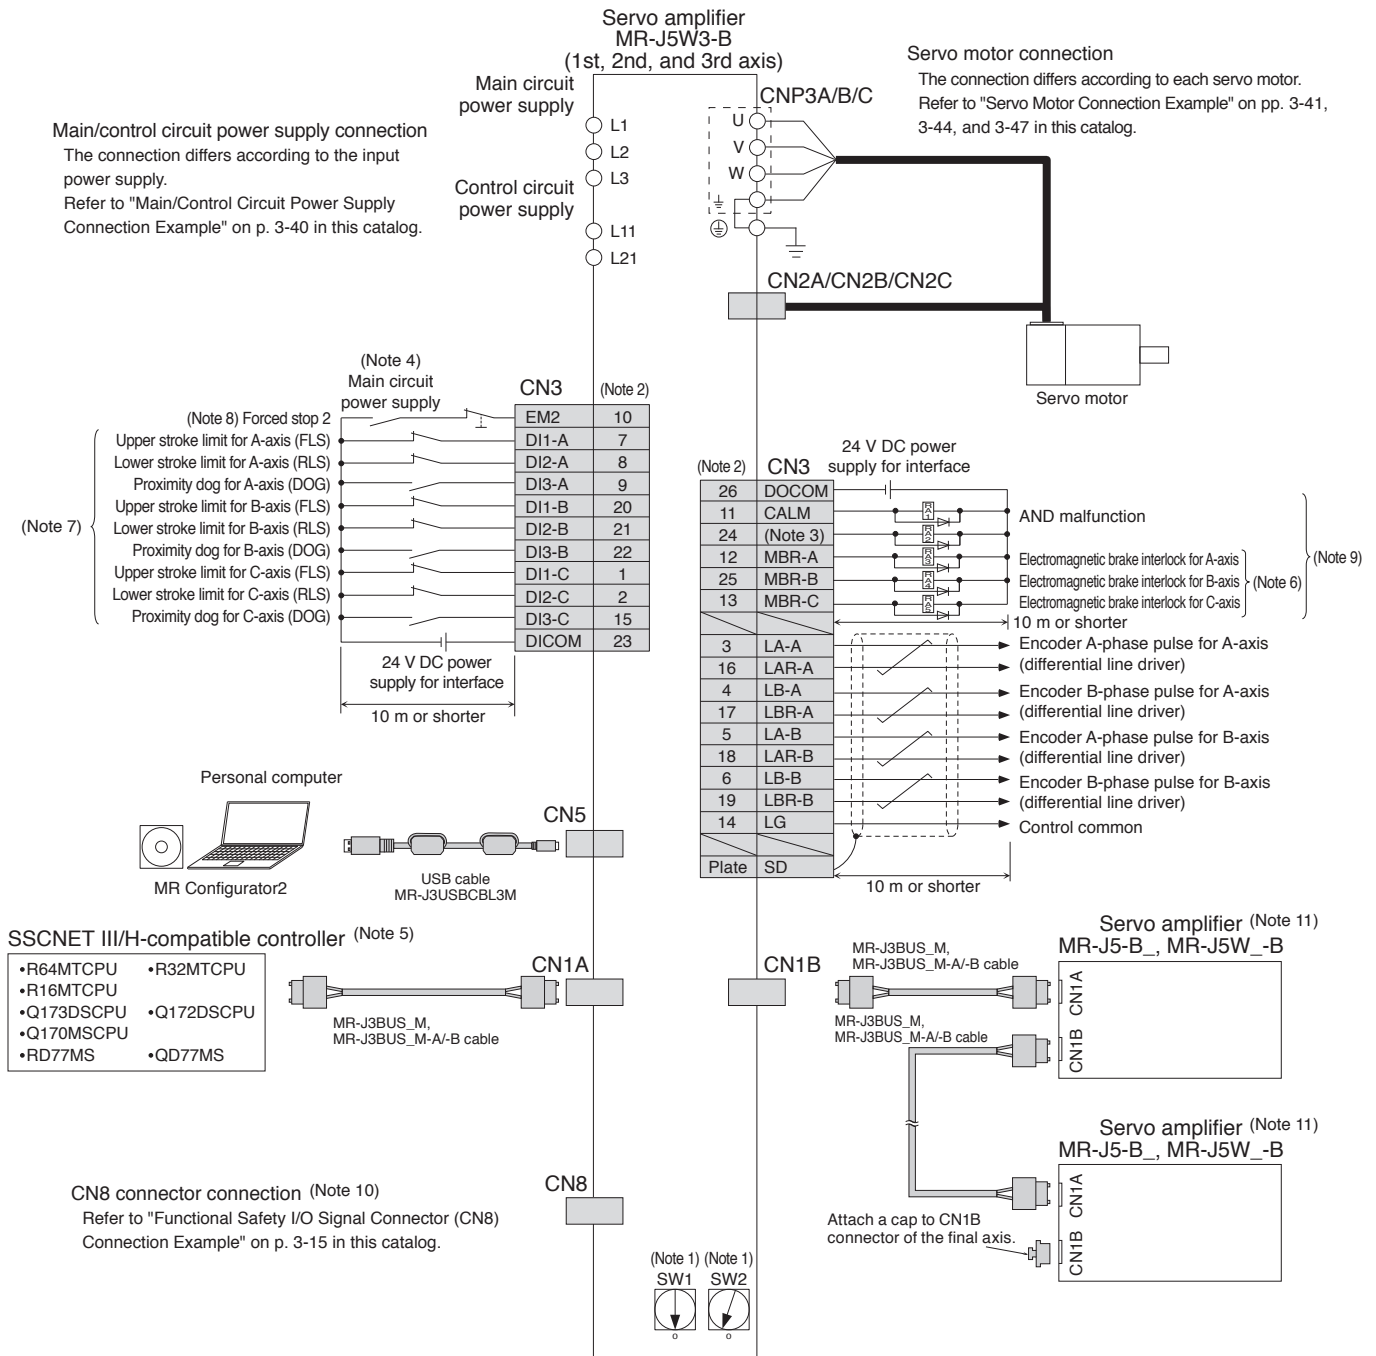 Servo amplifier
MR-J5W3-B
(1st, 2nd, and 3rd axis)
Main circuit
power supply
L1
L2
L3
Control circuit
power supply
L11
L21
Main/control circuit power supply connection
The connection differs according to the input
power supply.
Refer to "Main/Control Circuit Power Supply
Connection Example" on p. 3-40 in this catalog.
CNP3A/B/C
U
V
W
Servo motor connection
The connection differs according to each servo motor.
Refer to "Servo Motor Connection Example" on pp. 3-41,
3-44, and 3-47 in this catalog.
CN2A/CN2B/CN2C
Servo motor
(Note 4)
Main circuit
power supply
CN3 (Note 2)
(Note 8) Forced stop 2 EM2 10
Upper stroke limit for A-axis (FLS) DI1-A 7
Lower stroke limit for A-axis (RLS) DI2-A 8
Proximity dog for A-axis (DOG) DI3-A 9
Upper stroke limit for B-axis (FLS) DI1-B 20
(Note 7) Lower stroke limit for B-axis (RLS) DI2-B 21
Proximity dog for B-axis (DOG) DI3-B 22
Upper stroke limit for C-axis (FLS) DI1-C 1
Lower stroke limit for C-axis (RLS) DI2-C 2
Proximity dog for C-axis (DOG) DI3-C 15
DICOM 23
24 V DC power
supply for interface
10 m or shorter
24 V DC power
supply for interface
(Note 2) CN3
26 DOCOM
11 CALM RA1 AND malfunction
24 (Note 3) RA2
12 MBR-A RA3 Electromagnetic brake interlock for A-axis
25 MBR-B RA4 Electromagnetic brake interlock for B-axis (Note 6)
13 MBR-C RA5 Electromagnetic brake interlock for C-axis
(Note 9)
10 m or shorter
3 LA-A Encoder A-phase pulse for A-axis
16 LAR-A (differential line driver)
4 LB-A Encoder B-phase pulse for A-axis
17 LBR-A (differential line driver)
5 LA-B Encoder A-phase pulse for B-axis
18 LAR-B (differential line driver)
6 LB-B Encoder B-phase pulse for B-axis
19 LBR-B (differential line driver)
14 LG Control common
Plate SD
10 m or shorter
Personal computer
MR Configurator2
USB cable
MR-J3USBCBL3M
CN5
SSCNET III/H-compatible controller (Note 5)
•R64MTCPU •R32MTCPU
•R16MTCPU
•Q173DSCPU •Q172DSCPU
•Q170MSCPU
•RD77MS •QD77MS
MR-J3BUS_M,
MR-J3BUS_M-A/-B cable
CN1A
CN1B
MR-J3BUS_M,
MR-J3BUS_M-A/-B cable
MR-J3BUS_M,
MR-J3BUS_M-A/-B cable
Servo amplifier (Note 11)
MR-J5-B_, MR-J5W_-B
CN1A
CN1B
Servo amplifier (Note 11)
MR-J5-B_, MR-J5W_-B
CN1A
CN1B
Attach a cap to CN1B
connector of the final axis.
CN8 connector connection (Note 10)
Refer to "Functional Safety I/O Signal Connector (CN8)
Connection Example" on p. 3-15 in this catalog.
CN8
(Note 1) (Note 1)
SW1 SW2
0 0